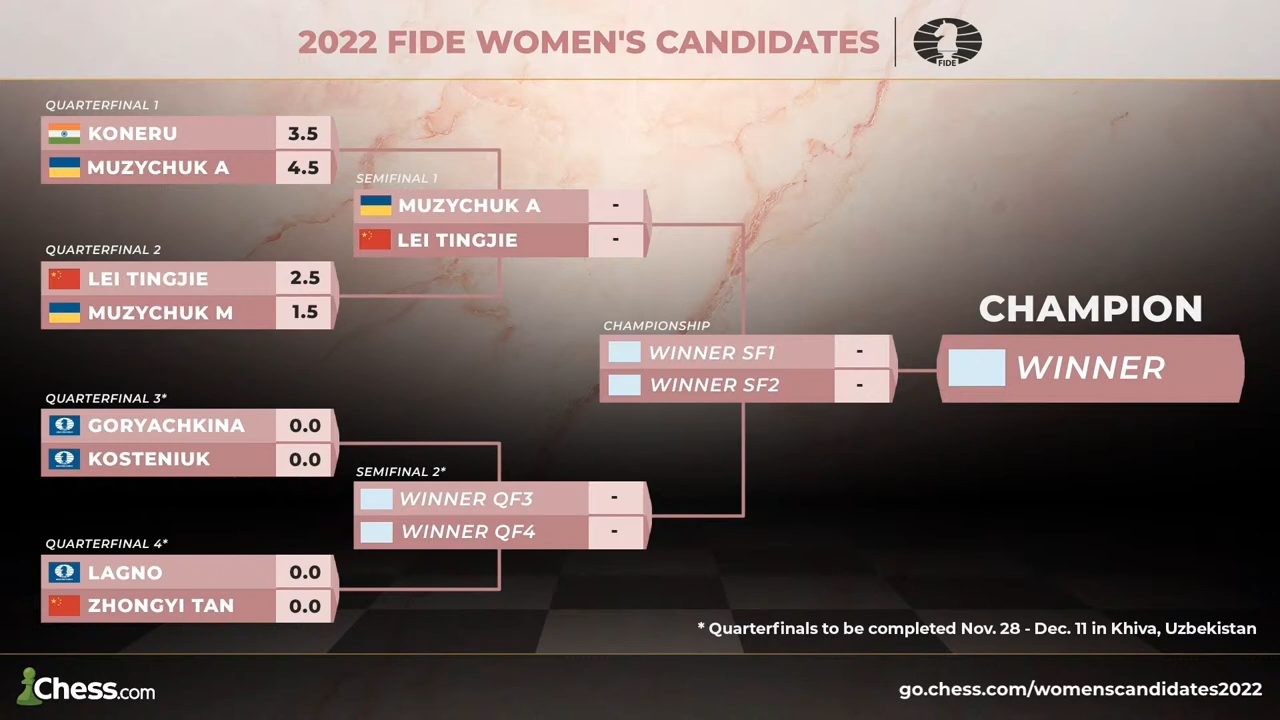 2022 FIDE WOMEN'S CANDIDATES
FIDE
QUARTERFINAL 1
KONERU 3.5
MUZYCHUK A 4.5
SEMIFINAL 1
MUZYCHUK A -
LEI TINGJIE -
QUARTERFINAL 2
LEI TINGJIE 2.5
MUZYCHUK M 1.5
CHAMPIONSHIP
WINNER SF1 -
WINNER SF2 -
CHAMPION
WINNER
QUARTERFINAL 3*
GORYACHKINA 0.0
KOSTENIUK 0.0
SEMIFINAL 2*
WINNER QF3 -
WINNER QF4 -
QUARTERFINAL 4*
LAGNO 0.0
ZHONGYI TAN 0.0
* Quarterfinals to be completed Nov. 28 - Dec. 11 in Khiva, Uzbekistan
Chess.com
go.chess.com/womenscandidates2022